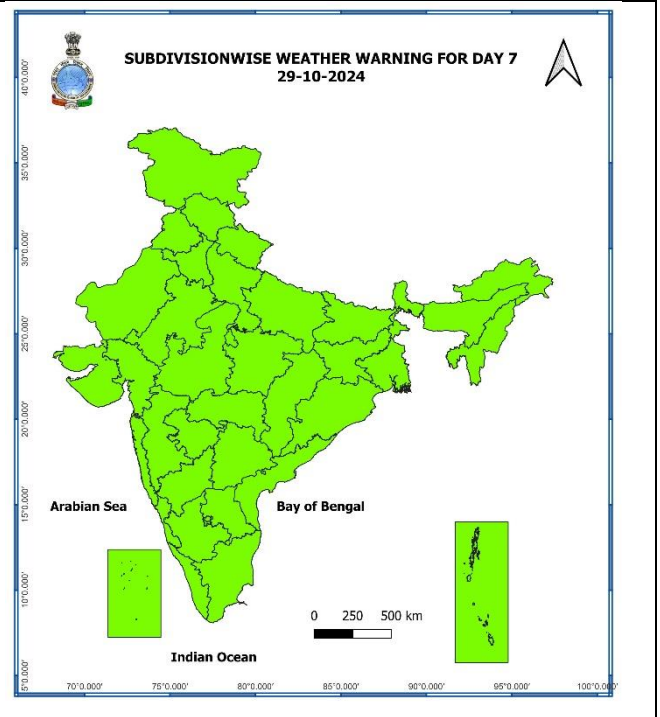 SUBDIVISIONWISE WEATHER WARNING FOR DAY 7
29-10-2024
40°0.000'
35°0.000'
30°0.000'
25°0.000'
20°0.000'
15°0.000'
10°0.000'
5°0.000'
Arabian Sea
Bay of Bengal
0 250 500 km
Indian Ocean
70°0.000' 75°0.000' 80°0.000' 85°0.000' 90°0.000' 95°0.000' 100°0.000'